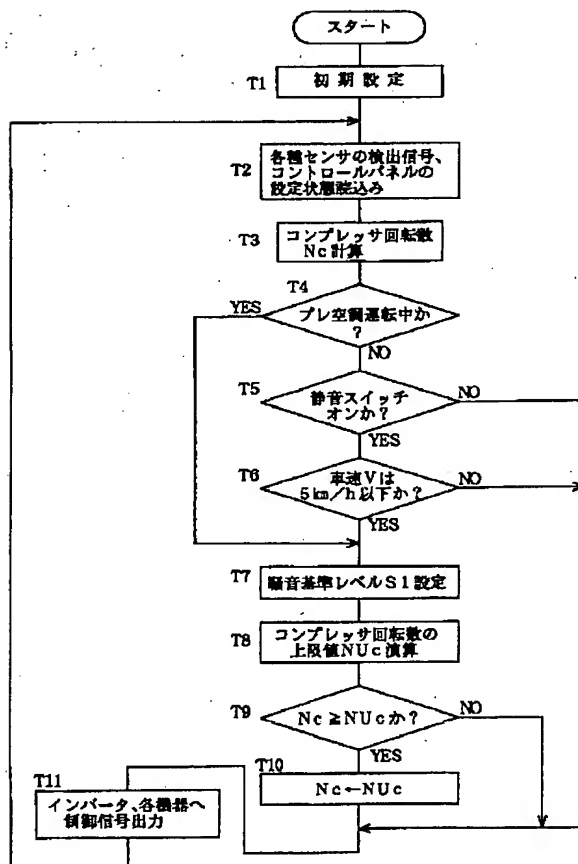 スタート
T1
初期設定
T2
各種センサの検出信号、
コントロールパネルの
設定状態読込み
T3
コンプレッサ回転数
Nc計算
T4
YES
プレ空調運転中か
?
NO
T5
静音スイッチ
オンか?
NO
YES
T6
車速Vは
5km/h以下か?
NO
YES
T7
騒音基準レベルS1設定
T8
コンプレッサ回転数の
上限値NUc演算
T9
Nc≧NUcか?
NO
YES
T10
Nc←NUc
T11
インバータ、各機器へ
制御信号出力